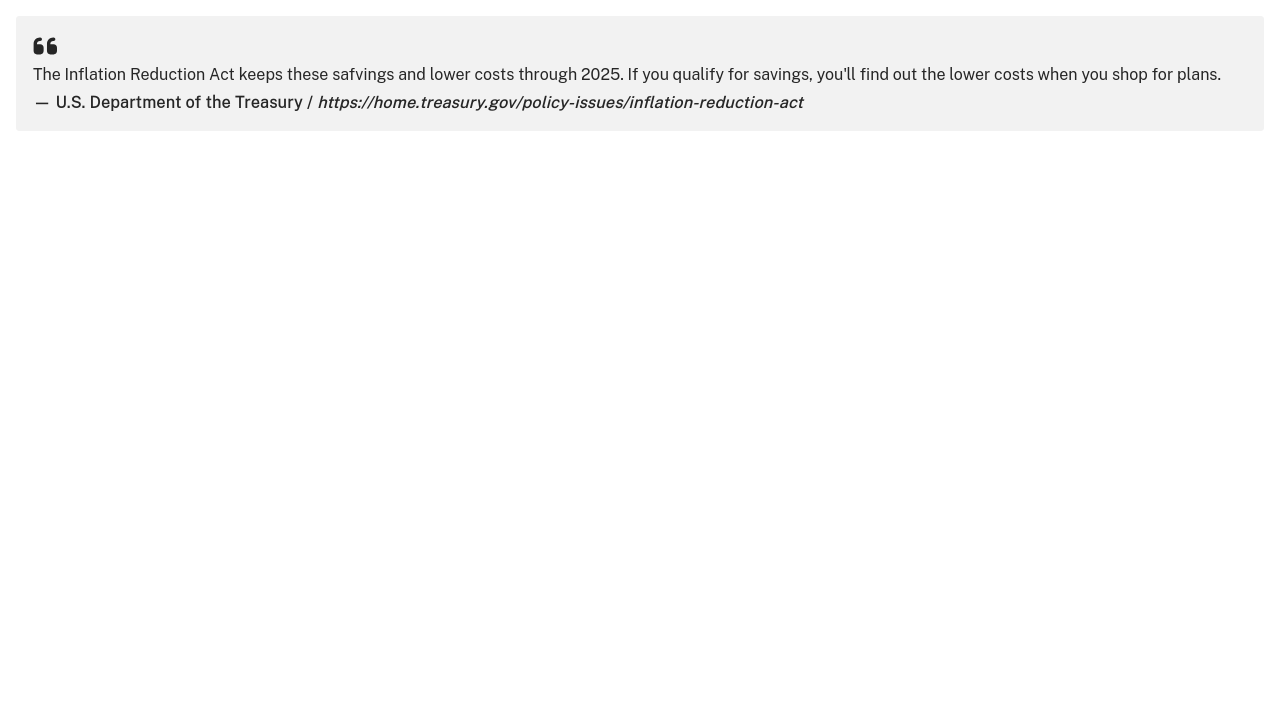 The Inflation Reduction Act keeps these safvings and lower costs through 2025. If you qualify for savings, you'll find out the lower costs when you shop for plans.
— U.S. Department of the Treasury / https://home.treasury.gov/policy-issues/inflation-reduction-act